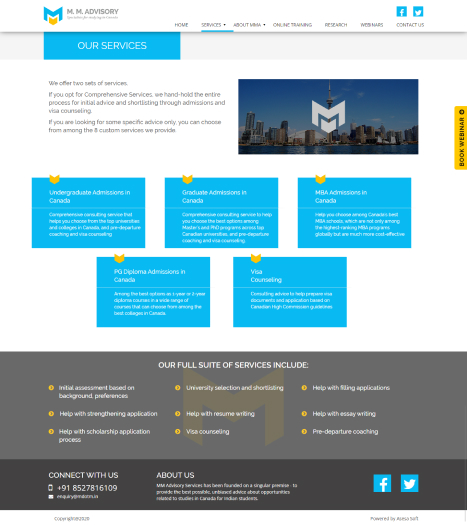 M. M. ADVISORY
HOME SERVICES ABOUT MMA ONLINE TRAINING RESEARCH WEBINARS CONTACT US
OUR SERVICES
We offer two sets of services.
If you opt for Comprehensive Services, we hand-hold the entire
process for initial advice and shortlisting through admissions and
visa counseling.
If you are looking for some specific advice only, you can choose
from among the 8 custom services we provide.
BOOK WEBINAR
Undergraduate Admissions in
Canada
Comprehensive consulting service that
helps you choose from the top universities
and colleges in Canada, and pre-departure
coaching and visa counseling
Graduate Admissions in
Canada
Comprehensive consulting service to help
you choose the best options among
Master's and PhD programs across top
Canadian universities, and pre-departure
coaching and visa counseling.
MBA Admissions in
Canada
Help you choose among Canada's best
MBA schools, which are not only among
the highest-ranking MBA programs
globally but are much more cost-effective
PG Diploma Admissions in
Canada
Among the best options as 1-year or 2-year
diploma courses in a wide range of
courses that can choose from among the
best colleges in Canada.
Visa
Counseling
Consulting advice to help prepare visa
documents and application based on
Canadian High Commission guidelines
OUR FULL SUITE OF SERVICES INCLUDE:
Initial assessment based on
background, preferences
University selection and shortlisting
Help with filling applications
Help with strengthening application
Help with resume writing
Help with essay writing
Help with scholarship application
process
Visa counseling
Pre-departure coaching
CONNECT WITH US
+91 8527816109
enquiry@mbstrn.in
ABOUT US
MM Advisory Services has been founded on a singular premise - to
provide the best possible, unbiased advice about opportunities
related to studies in Canada for Indian students.
Copyrights2020
Powered by Asesa Soft